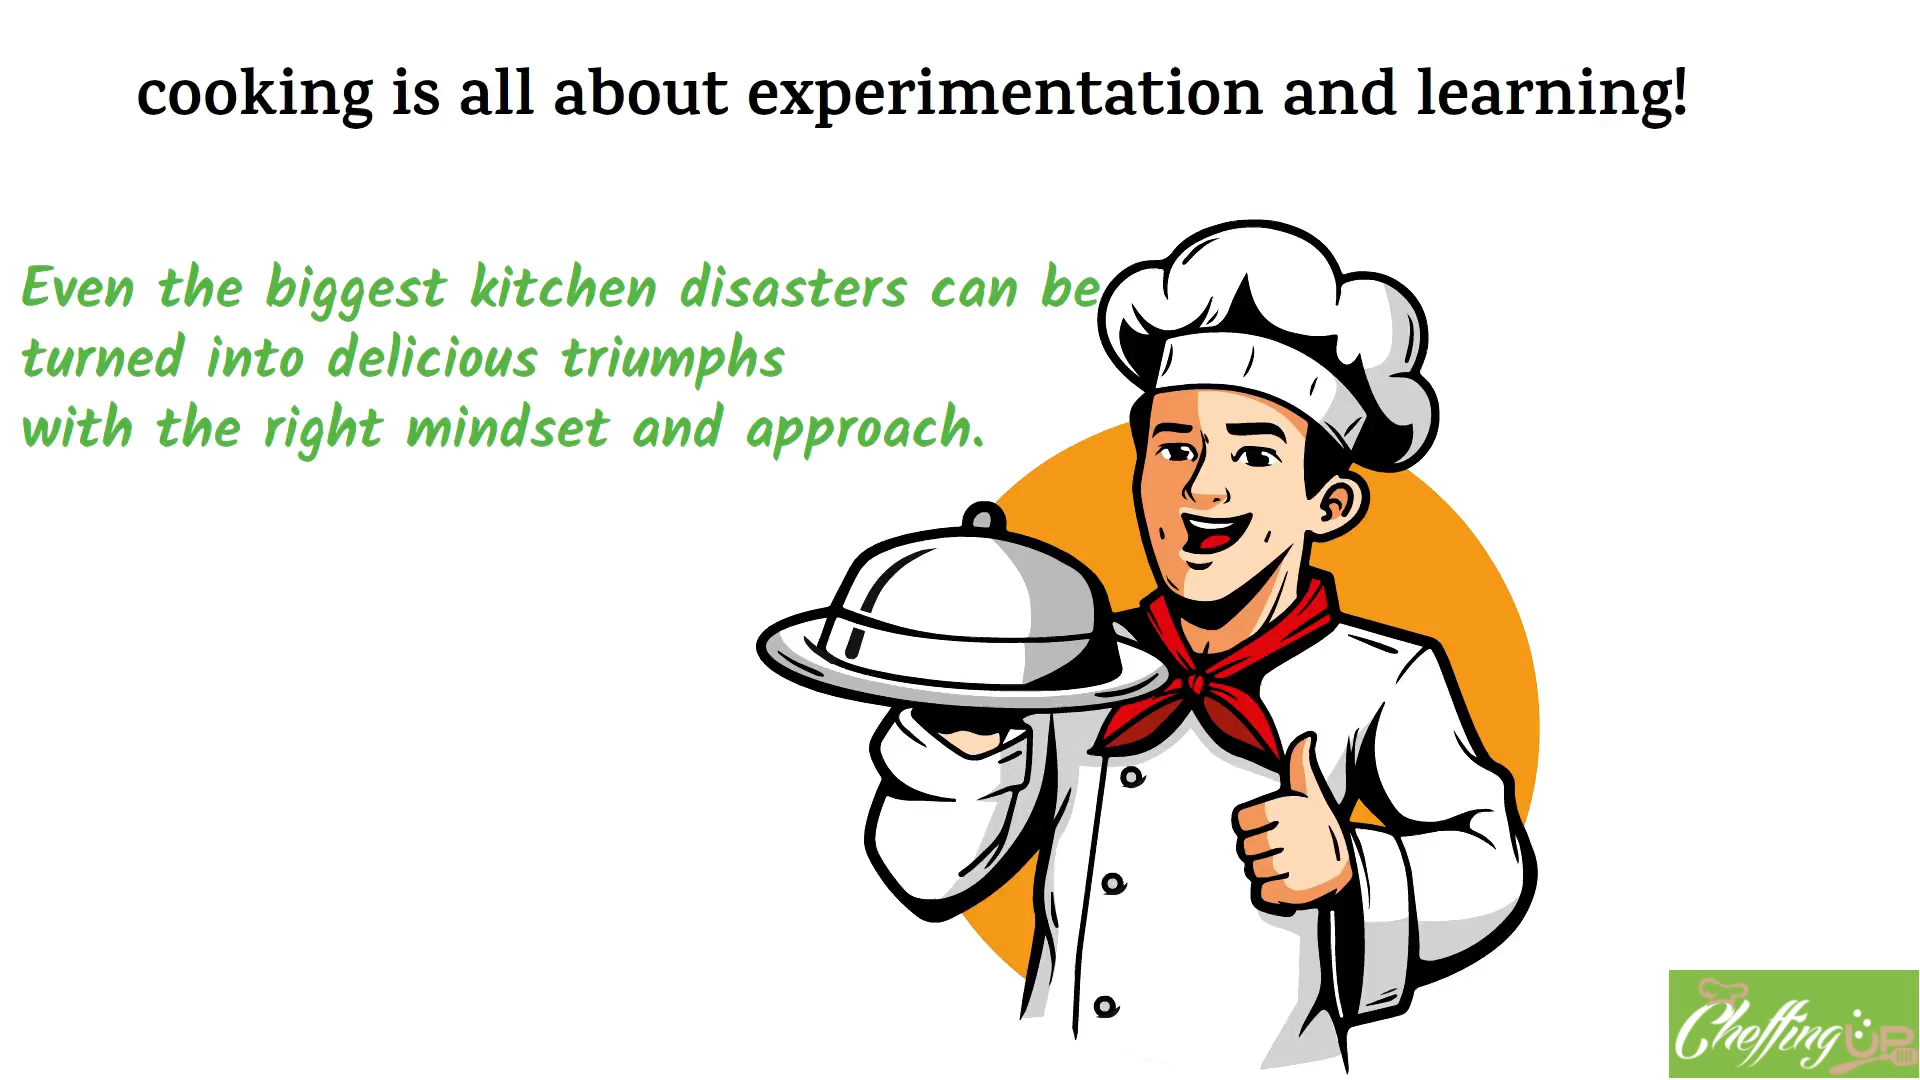 cooking is all about experimentation and learning!
Even the biggest kitchen disasters can be
turned into delicious triumphs
with the right mindset and approach.
Cheffing UP